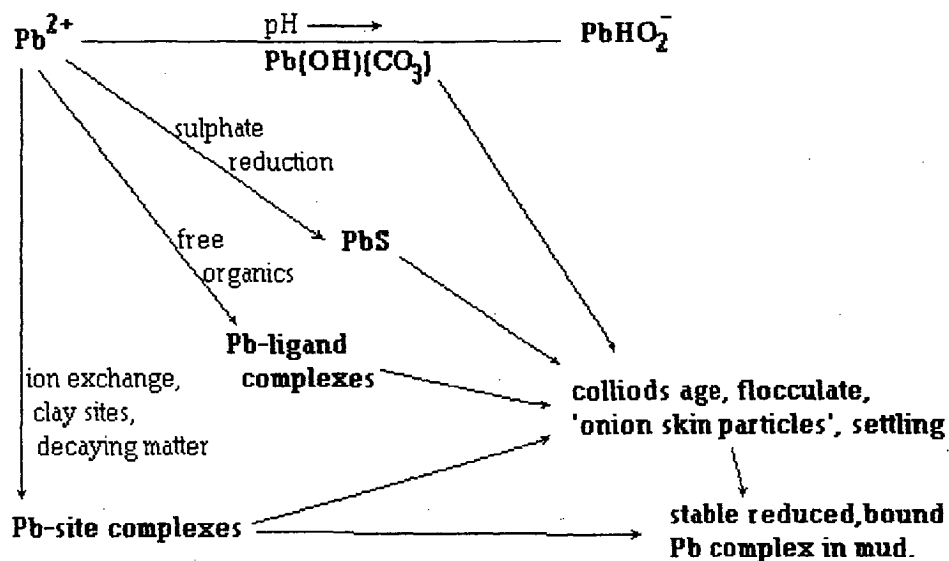 Pb²⁺
pH
PbHO₂⁻
Pb(OH)(CO₃)
sulphate
reduction
PbS
free
organics
Pb-ligand
complexes
ion exchange,
clay sites,
decaying matter
colliods age, flocculate,
'onion skin particles', settling
Pb-site complexes
stable reduced,bound
Pb complex in mud.